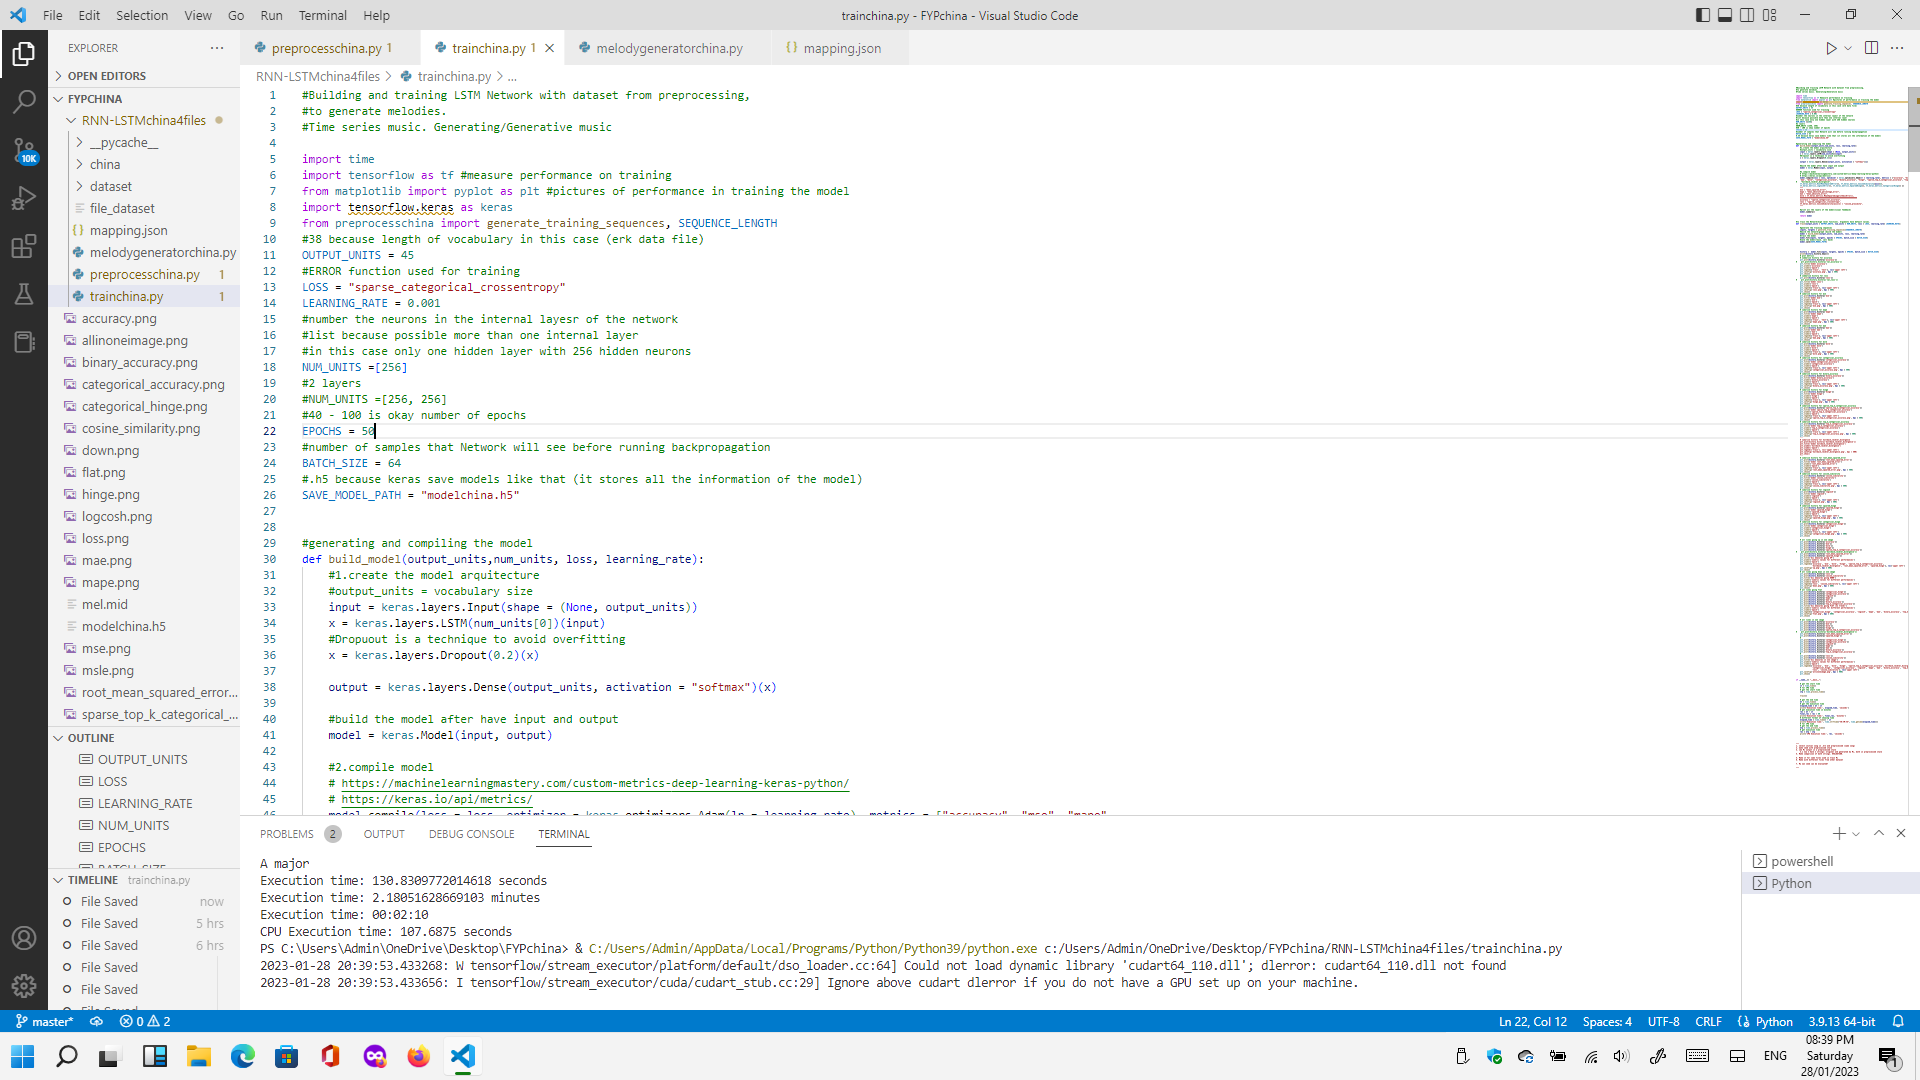 File Edit Selection View Go Run Terminal Help
trainchina.py - FYPchina - Visual Studio Code
EXPLORER
OPEN EDITORS
FYPCHINA
RNN-LSTMchina4files
__pycache__
china
dataset
file_dataset
mapping.json
melodygeneratorchina.py
preprocesschina.py 1
trainchina.py 1
accuracy.png
allinoneimage.png
binary_accuracy.png
categorical_accuracy.png
categorical_hinge.png
cosine_similarity.png
down.png
flat.png
hinge.png
logcosh.png
loss.png
mae.png
mape.png
mel.mid
modelchina.h5
mse.png
msle.png
root_mean_squared_error...
sparse_top_k_categorical_...
OUTLINE
OUTPUT_UNITS
LOSS
LEARNING_RATE
NUM_UNITS
EPOCHS
BATCH_SIZE
TIMELINE trainchina.py
File Saved now
File Saved 5 hrs
File Saved 6 hrs
File Saved
File Saved
File Saved
10K
preprocesschina.py 1
trainchina.py 1
melodygeneratorchina.py
{} mapping.json
RNN-LSTMchina4files > trainchina.py > ...
1 #Building and training LSTM Network with dataset from preprocessing,
2 #to generate melodies.
3 #Time series music. Generating/Generative music
4
5 import time
6 import tensorflow as tf #measure performance on training
7 from matplotlib import pyplot as plt #pictures of performance in training the model
8 import tensorflow.keras as keras
9 from preprocesschina import generate_training_sequences, SEQUENCE_LENGTH
10 #38 because length of vocabulary in this case (erk data file)
11 OUTPUT_UNITS = 45
12 #ERROR function used for training
13 LOSS = "sparse_categorical_crossentropy"
14 LEARNING_RATE = 0.001
15 #number the neurons in the internal layesr of the network
16 #list because possible more than one internal layer
17 #in this case only one hidden layer with 256 hidden neurons
18 NUM_UNITS =[256]
19 #2 layers
20 #NUM_UNITS =[256, 256]
21 #40 - 100 is okay number of epochs
22 EPOCHS = 50
23 #number of samples that Network will see before running backpropagation
24 BATCH_SIZE = 64
25 #.h5 because keras save models like that (it stores all the information of the model)
26 SAVE_MODEL_PATH = "modelchina.h5"
27
28
29 #generating and compiling the model
30 def build_model(output_units,num_units, loss, learning_rate):
31 #1.create the model arquitecture
32 #output_units = vocabulary size
33 input = keras.layers.Input(shape = (None, output_units))
34 x = keras.layers.LSTM(num_units[0])(input)
35 #Dropuout is a technique to avoid overfitting
36 x = keras.layers.Dropout(0.2)(x)
37
38 output = keras.layers.Dense(output_units, activation = "softmax")(x)
39
40 #build the model after have input and output
41 model = keras.Model(input, output)
42
43 #2.compile model
44 # https://machinelearningmastery.com/custom-metrics-deep-learning-keras-python/
45 # https://keras.io/api/metrics/
46 model.compile(loss = loss, optimizer = keras.optimizers.Adam(lr = learning_rate), metrics = ["accuracy", "mse", "mape"
PROBLEMS 2 OUTPUT DEBUG CONSOLE TERMINAL
A major
Execution time: 130.8309772014618 seconds
Execution time: 2.18051628669103 minutes
Execution time: 00:02:10
CPU Execution time: 107.6875 seconds
PS C:\Users\Admin\OneDrive\Desktop\FYPchina> & C:/Users/Admin/AppData/Local/Programs/Python/Python39/python.exe c:/Users/Admin/OneDrive/Desktop/FYPchina/RNN-LSTMchina4files/trainchina.py
2023-01-28 20:39:53.433268: W tensorflow/stream_executor/platform/default/dso_loader.cc:64] Could not load dynamic library 'cudart64_110.dll'; dlerror: cudart64_110.dll not found
2023-01-28 20:39:53.433656: I tensorflow/stream_executor/cuda/cudart_stub.cc:29] Ignore above cudart dlerror if you do not have a GPU set up on your machine.
powershell
Python
master* 0 2
Ln 22, Col 12 Spaces: 4 UTF-8 CRLF Python 3.9.13 64-bit
ENG
08:39 PM
Saturday
28/01/2023
1